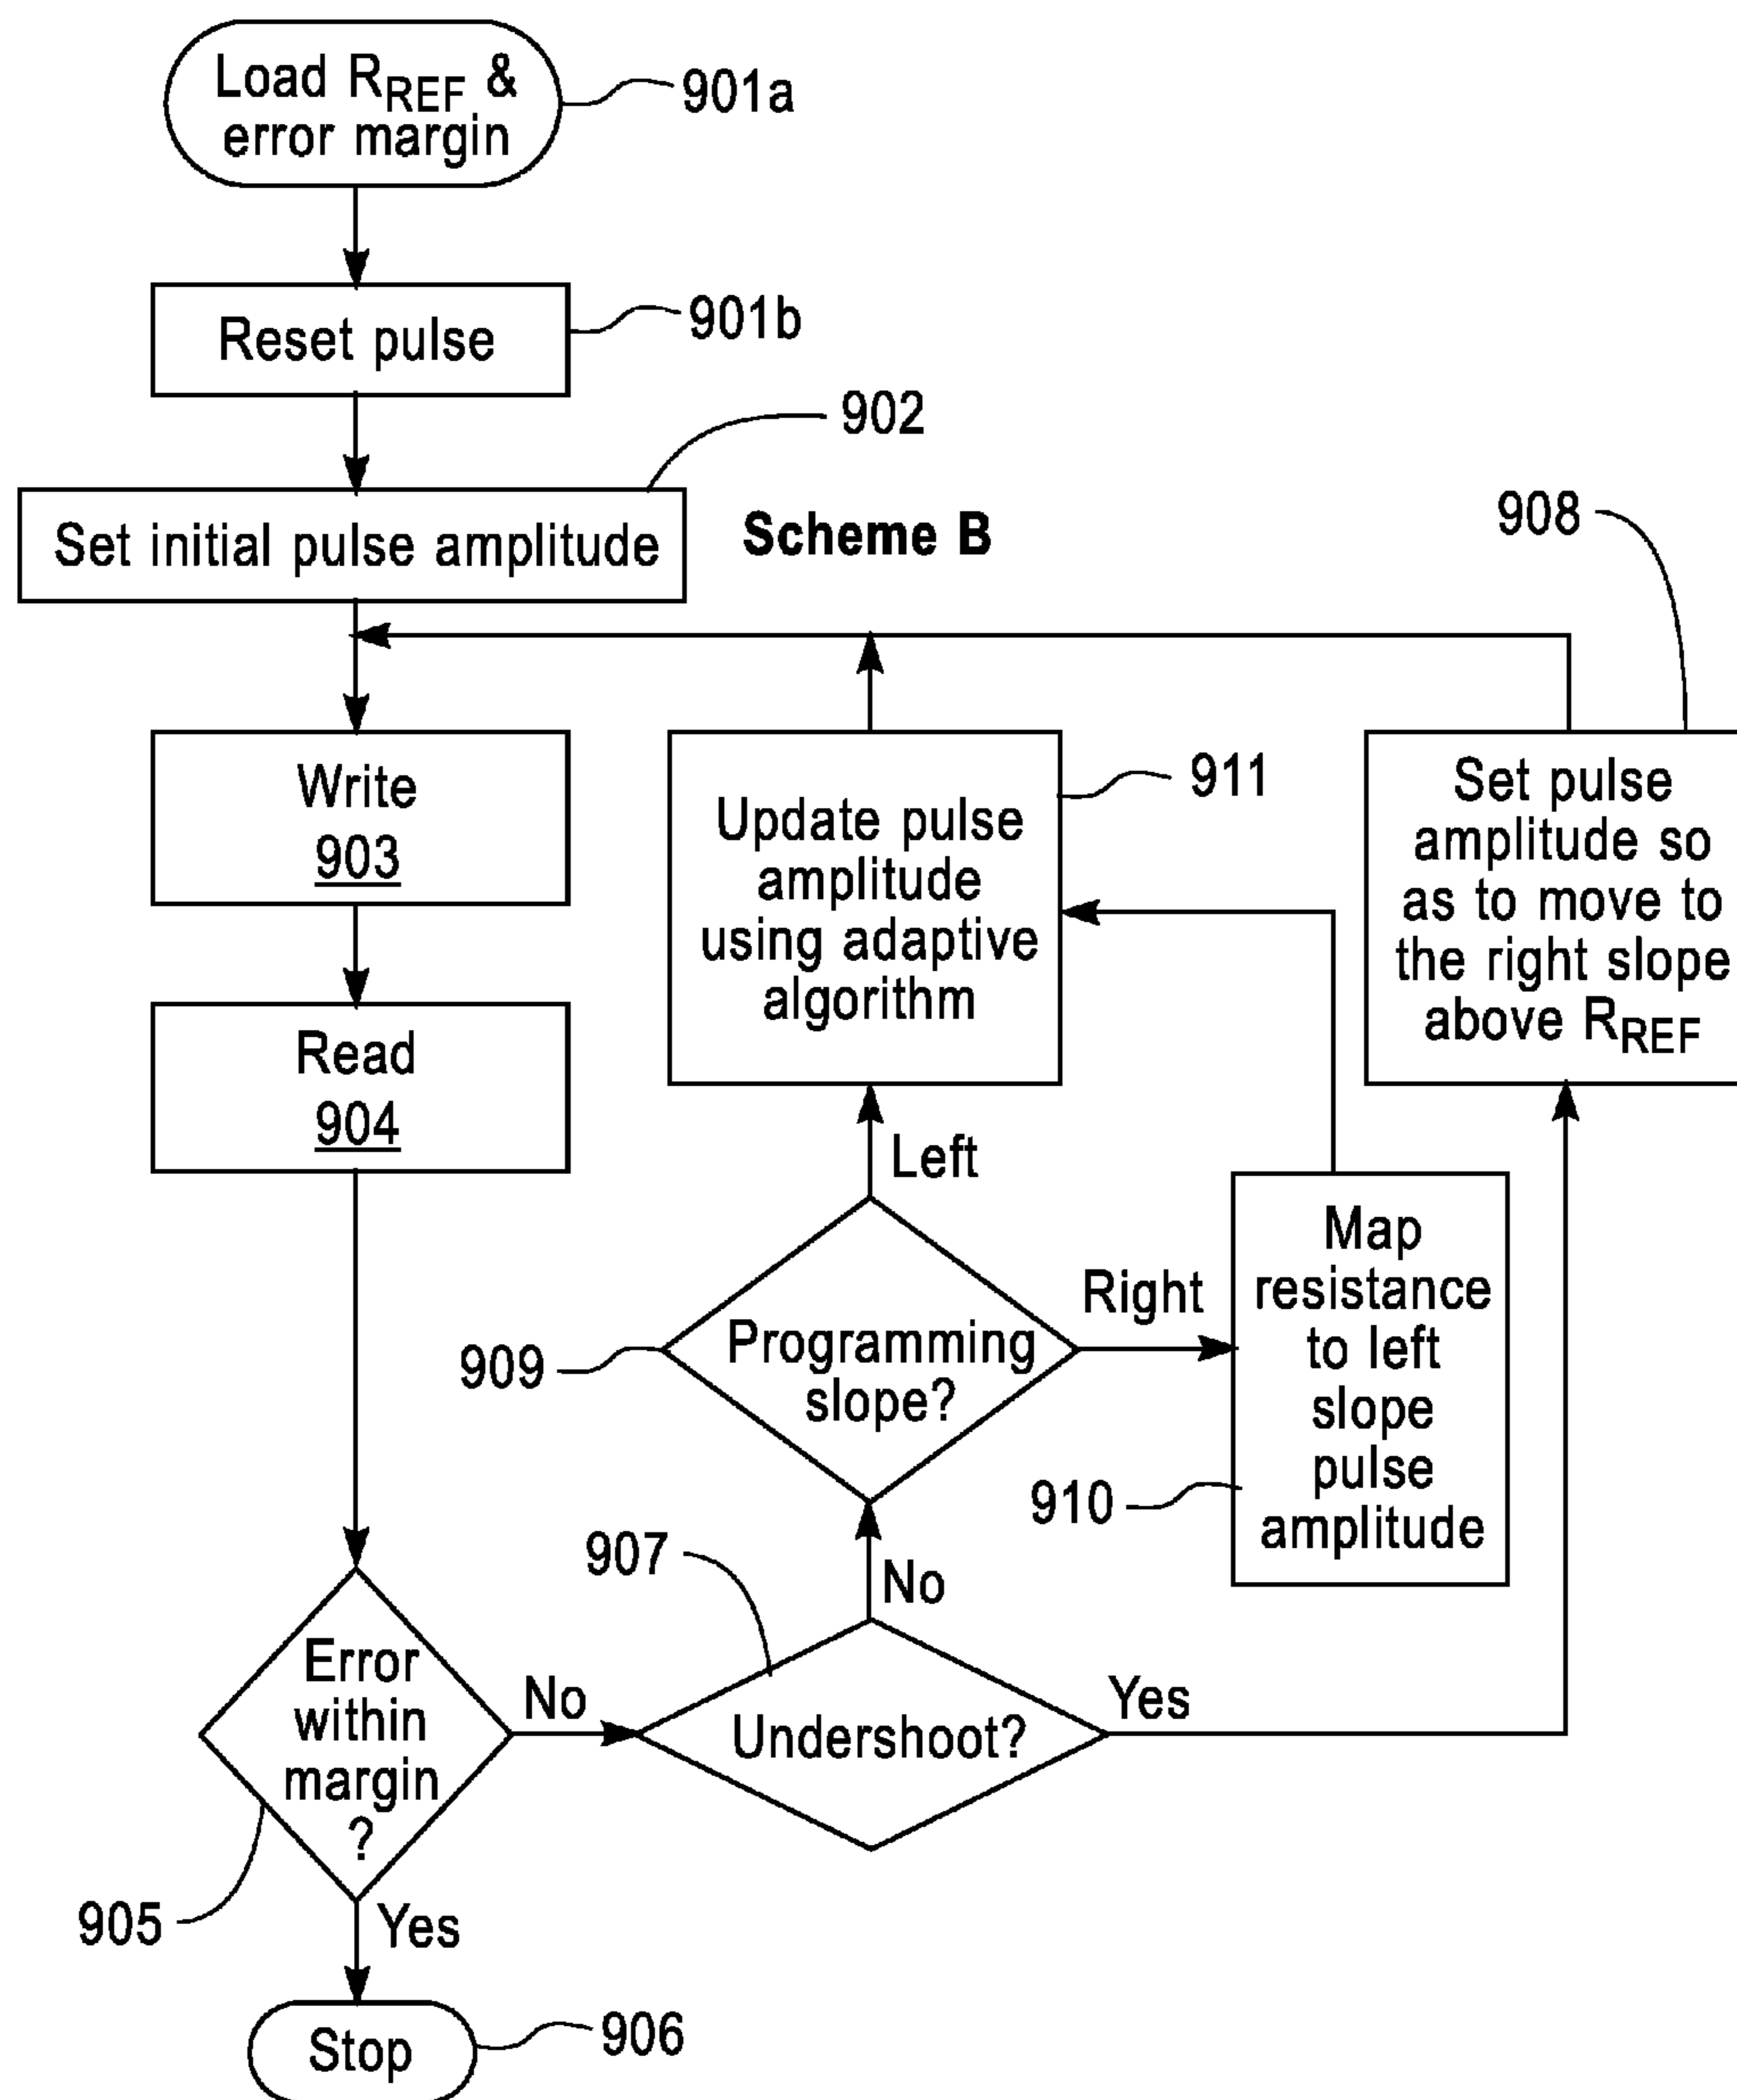 Load RREF &
error margin
901a
Reset pulse
901b
902
Set initial pulse amplitude
Scheme B
908
Write
903
Update pulse
amplitude
using adaptive
algorithm
911
Set pulse
amplitude so
as to move to
the right slope
above RREF
Read
904
Left
Programming
slope?
909
Right
Map
resistance
to left
slope
pulse
amplitude
910
907
No
Error
within
margin
?
No
Undershoot?
Yes
905
Yes
Stop
906